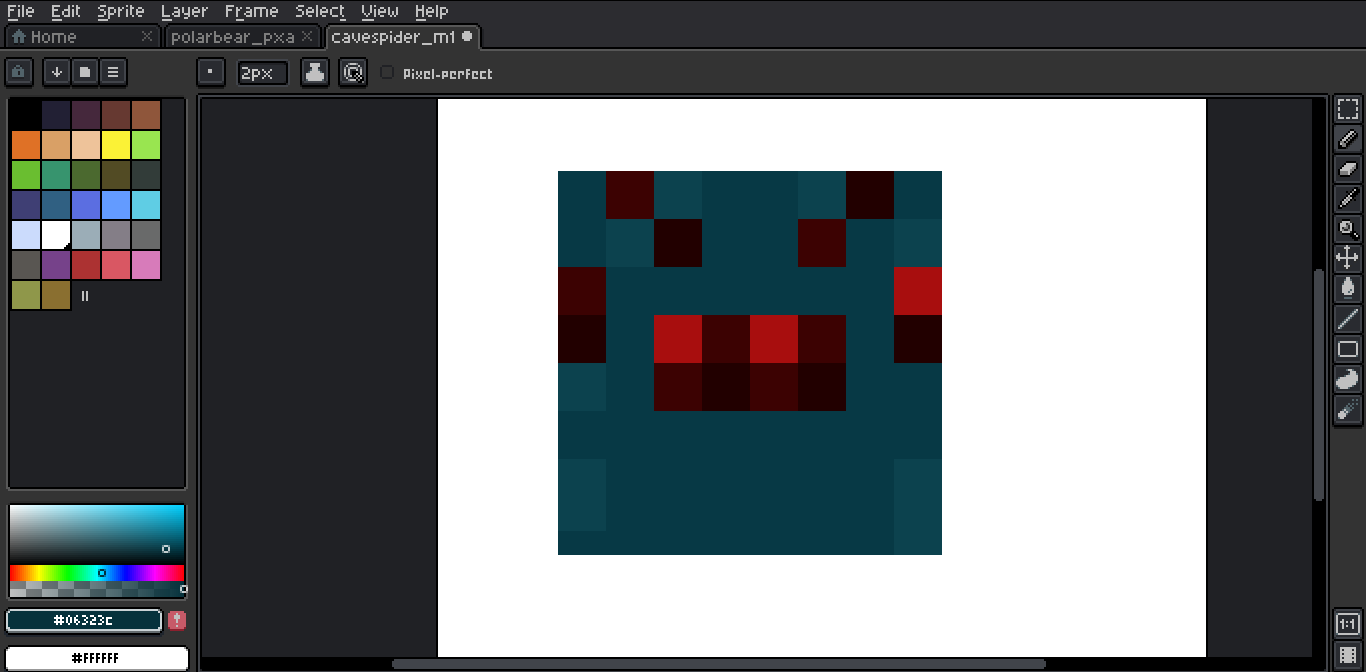 File Edit Sprite Layer Frame Select View Help
Home polarbear_pxa cavespider_m1
2px Pixel-perfect
#06323c
#FFFFFF
1:1